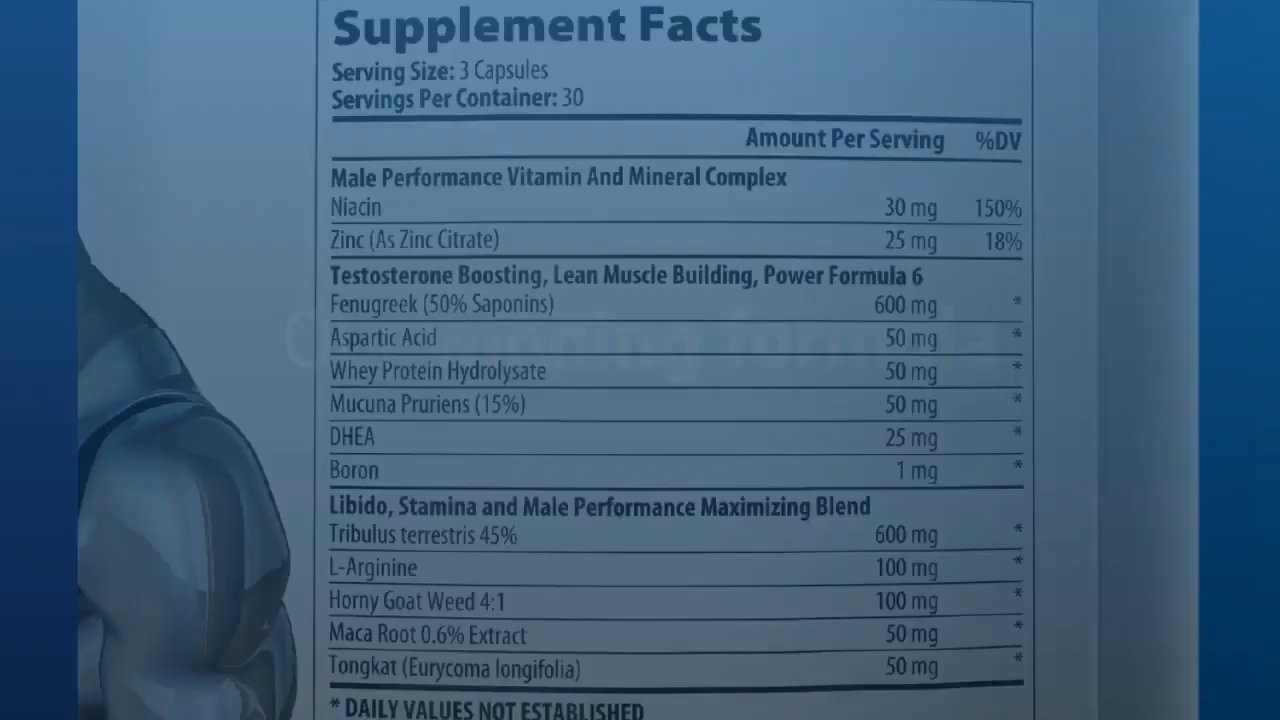 Supplement Facts
Serving Size: 3 Capsules
Servings Per Container: 30
Amount Per Serving %DV
Male Performance Vitamin And Mineral Complex
Niacin 30 mg 150%
Zinc (As Zinc Citrate) 25 mg 18%
Testosterone Boosting, Lean Muscle Building, Power Formula 6
Fenugreek (50% Saponins) 600 mg *
Aspartic Acid 50 mg *
Whey Protein Hydrolysate 50 mg *
Mucuna Pruriens (15%) 50 mg *
DHEA 25 mg *
Boron 1 mg *
Libido, Stamina and Male Performance Maximizing Blend
Tribulus terrestris 45% 600 mg *
L-Arginine 100 mg *
Horny Goat Weed 4:1 100 mg *
Maca Root 0.6% Extract 50 mg *
Tongkat (Eurycoma longifolia) 50 mg *
* DAILY VALUES NOT ESTABLISHED